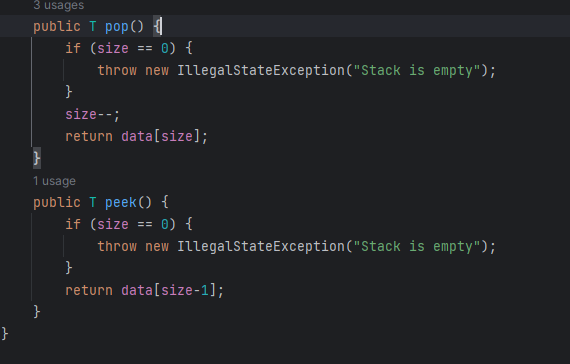 3 usages
public T pop() {
    if (size == 0) {
        throw new IllegalStateException("Stack is empty");
    }
    size--;
    return data[size];
}
1 usage
public T peek() {
    if (size == 0) {
        throw new IllegalStateException("Stack is empty");
    }
    return data[size-1];
}
}